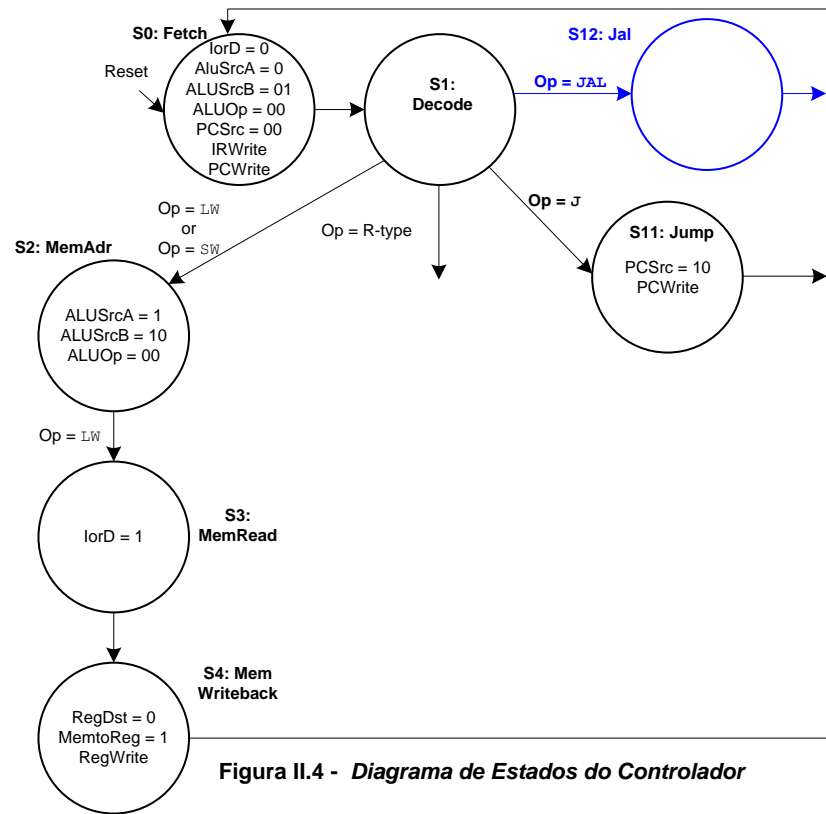 S0: Fetch
IorD = 0
AluSrcA = 0
ALUSrcB = 01
ALUOp = 00
PCSrc = 00
IRWrite
PCWrite
Reset
S1:
Decode
S12: Jal
Op = JAL
Op = LW
or
Op = SW
Op = R-type
Op = J
S11: Jump
PCSrc = 10
PCWrite
S2: MemAdr
ALUSrcA = 1
ALUSrcB = 10
ALUOp = 00
Op = LW
S3:
MemRead
IorD = 1
S4: Mem
Writeback
RegDst = 0
MemtoReg = 1
RegWrite
Figura II.4 - Diagrama de Estados do Controlador